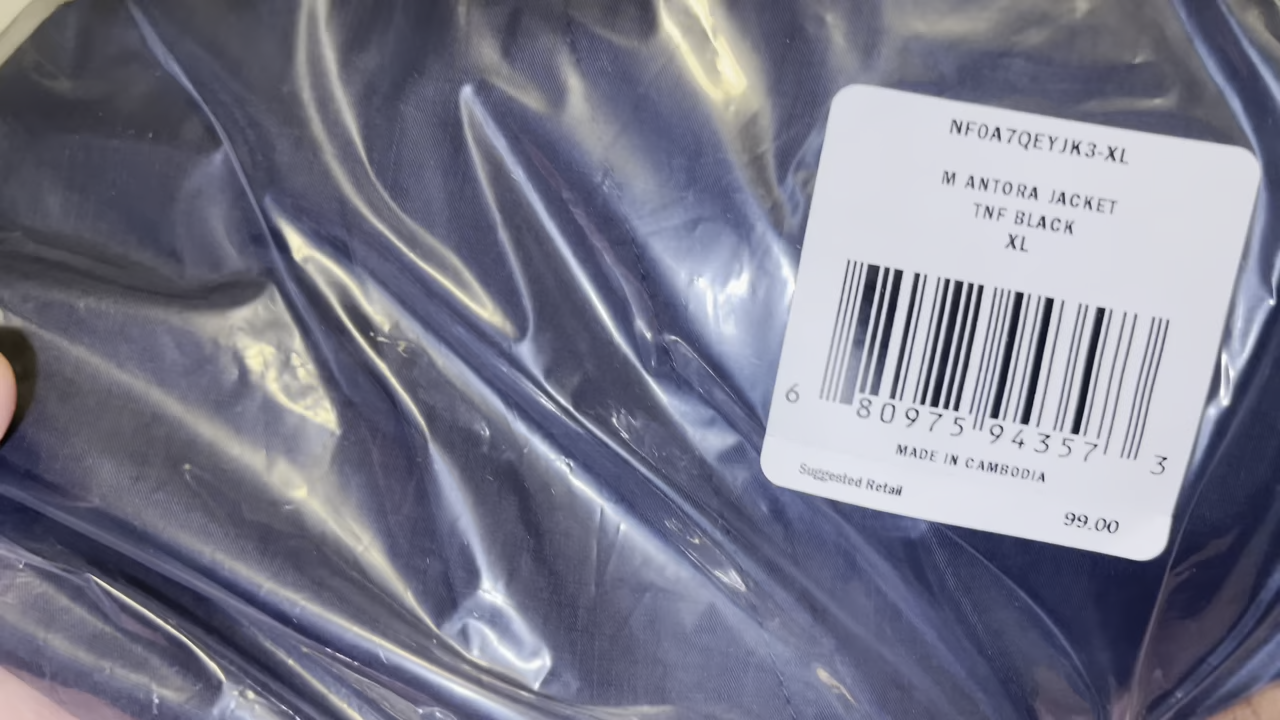 NF0A7QEYJK3-XL
M ANTORA JACKET
TNF BLACK
XL
6 80975 94357 3
MADE IN CAMBODIA
Suggested Retail
99.00